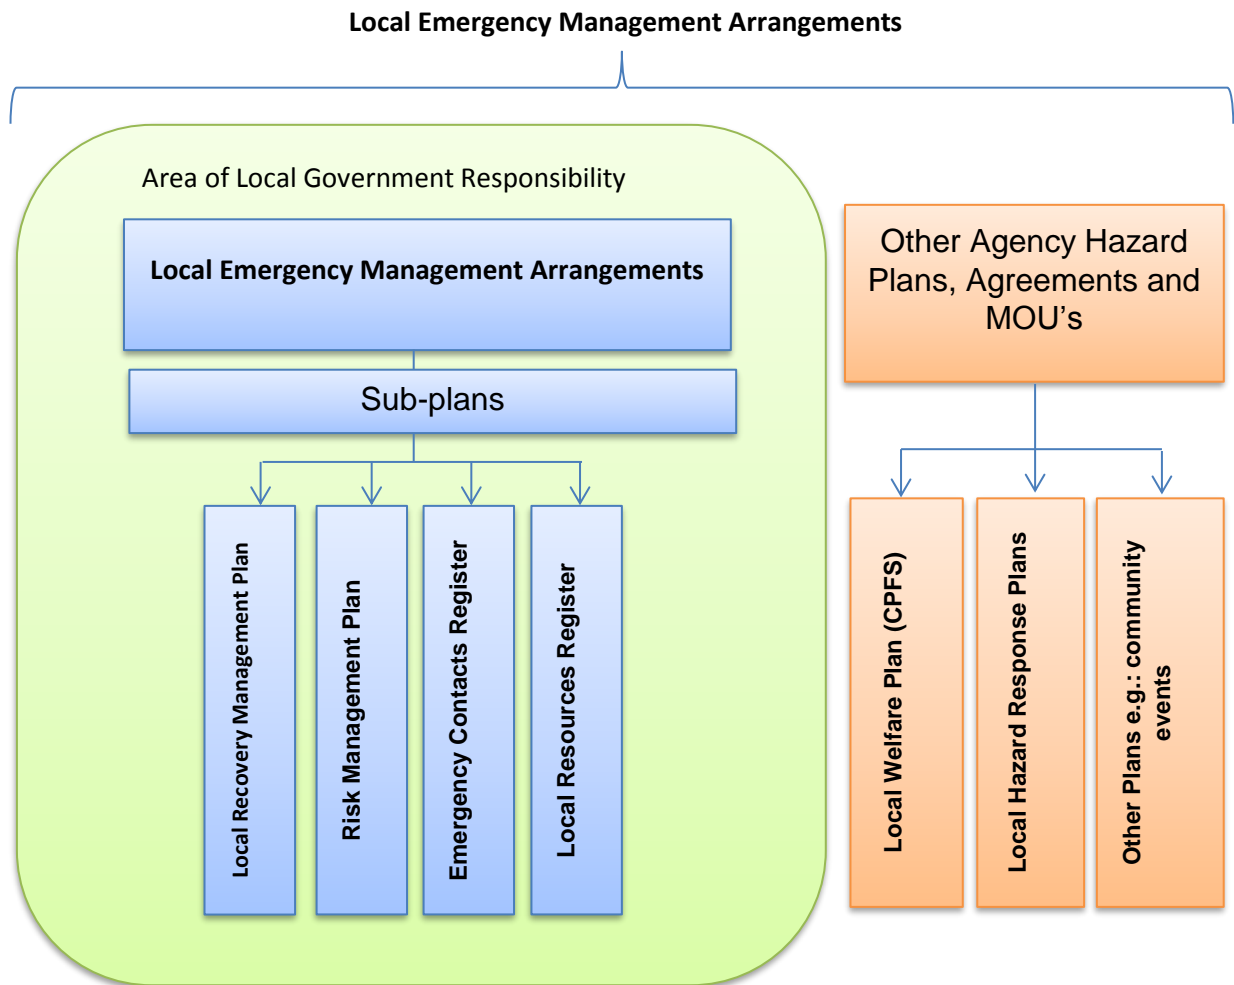 Local Emergency Management Arrangements
Area of Local Government Responsibility
Local Emergency Management Arrangements
Sub-plans
Local Recovery Management Plan
Risk Management Plan
Emergency Contacts Register
Local Resources Register
Other Agency Hazard
Plans, Agreements and
MOU’s
Local Welfare Plan (CPFS)
Local Hazard Response Plans
Other Plans e.g.: community
events